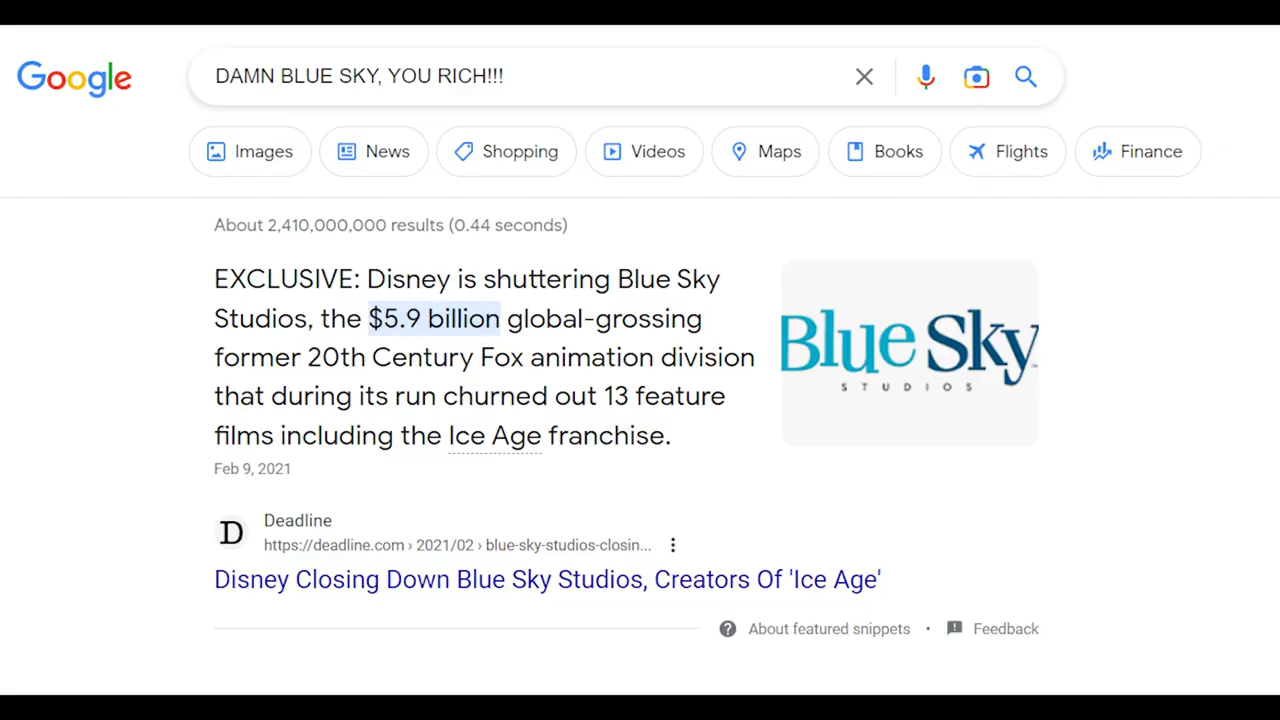 Google
DAMN BLUE SKY, YOU RICH!!!
Images News Shopping Videos Maps Books Flights Finance
About 2,410,000,000 results (0.44 seconds)
EXCLUSIVE: Disney is shuttering Blue Sky
Studios, the $5.9 billion global-grossing
former 20th Century Fox animation division
that during its run churned out 13 feature
films including the Ice Age franchise.
Feb 9, 2021
Blue Sky
STUDIOS
D
Deadline
https://deadline.com › 2021/02 › blue-sky-studios-closin...
Disney Closing Down Blue Sky Studios, Creators Of 'Ice Age'
About featured snippets • Feedback